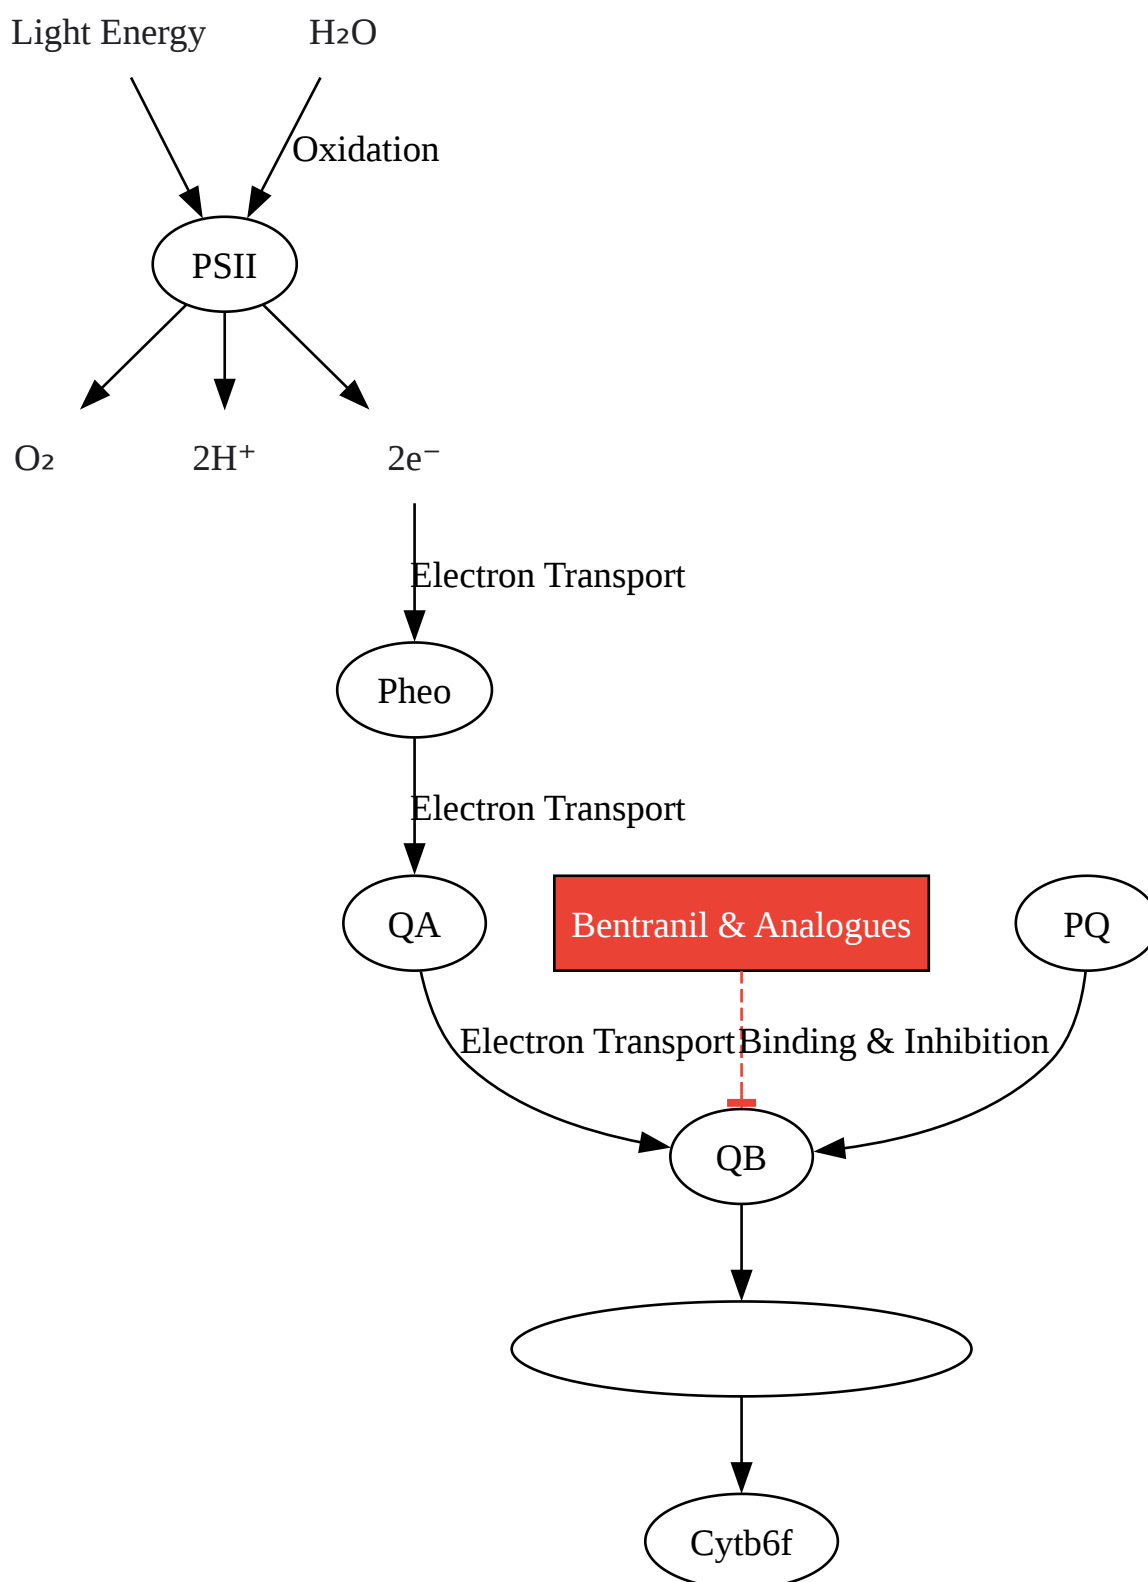 Light Energy
H₂O
Oxidation
PSII
O₂
2H⁺
2e⁻
Electron Transport
Pheo
Electron Transport
QA
Bentranil & Analogues
PQ
Electron Transport
Binding & Inhibition
QB
Cytb6f